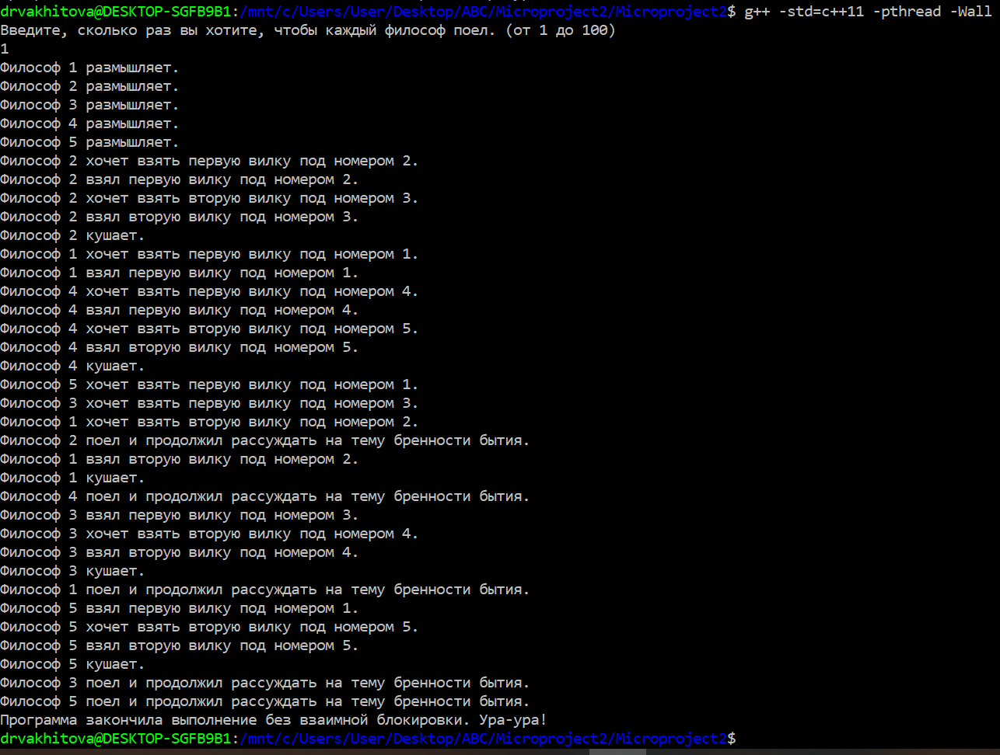 drvakhitova@DESKTOP-SGFB9B1:/mnt/c/Users/User/Desktop/ABC/Microproject2/Microproject2$ g++ -std=c++11 -pthread -Wall
Введите, сколько раз вы хотите, чтобы каждый философ поел. (от 1 до 100)
1
Философ 1 размышляет.
Философ 2 размышляет.
Философ 3 размышляет.
Философ 4 размышляет.
Философ 5 размышляет.
Философ 2 хочет взять первую вилку под номером 2.
Философ 2 взял первую вилку под номером 2.
Философ 2 хочет взять вторую вилку под номером 3.
Философ 2 взял вторую вилку под номером 3.
Философ 2 кушает.
Философ 1 хочет взять первую вилку под номером 1.
Философ 1 взял первую вилку под номером 1.
Философ 4 хочет взять первую вилку под номером 4.
Философ 4 взял первую вилку под номером 4.
Философ 4 хочет взять вторую вилку под номером 5.
Философ 4 взял вторую вилку под номером 5.
Философ 4 кушает.
Философ 5 хочет взять первую вилку под номером 1.
Философ 3 хочет взять первую вилку под номером 3.
Философ 1 хочет взять вторую вилку под номером 2.
Философ 2 поел и продолжил рассуждать на тему бренности бытия.
Философ 1 взял вторую вилку под номером 2.
Философ 1 кушает.
Философ 4 поел и продолжил рассуждать на тему бренности бытия.
Философ 3 взял первую вилку под номером 3.
Философ 3 хочет взять вторую вилку под номером 4.
Философ 3 взял вторую вилку под номером 4.
Философ 3 кушает.
Философ 1 поел и продолжил рассуждать на тему бренности бытия.
Философ 5 взял первую вилку под номером 1.
Философ 5 хочет взять вторую вилку под номером 5.
Философ 5 взял вторую вилку под номером 5.
Философ 5 кушает.
Философ 3 поел и продолжил рассуждать на тему бренности бытия.
Философ 5 поел и продолжил рассуждать на тему бренности бытия.
Программа закончила выполнение без взаимной блокировки. Ура-ура!
drvakhitova@DESKTOP-SGFB9B1:/mnt/c/Users/User/Desktop/ABC/Microproject2/Microproject2$